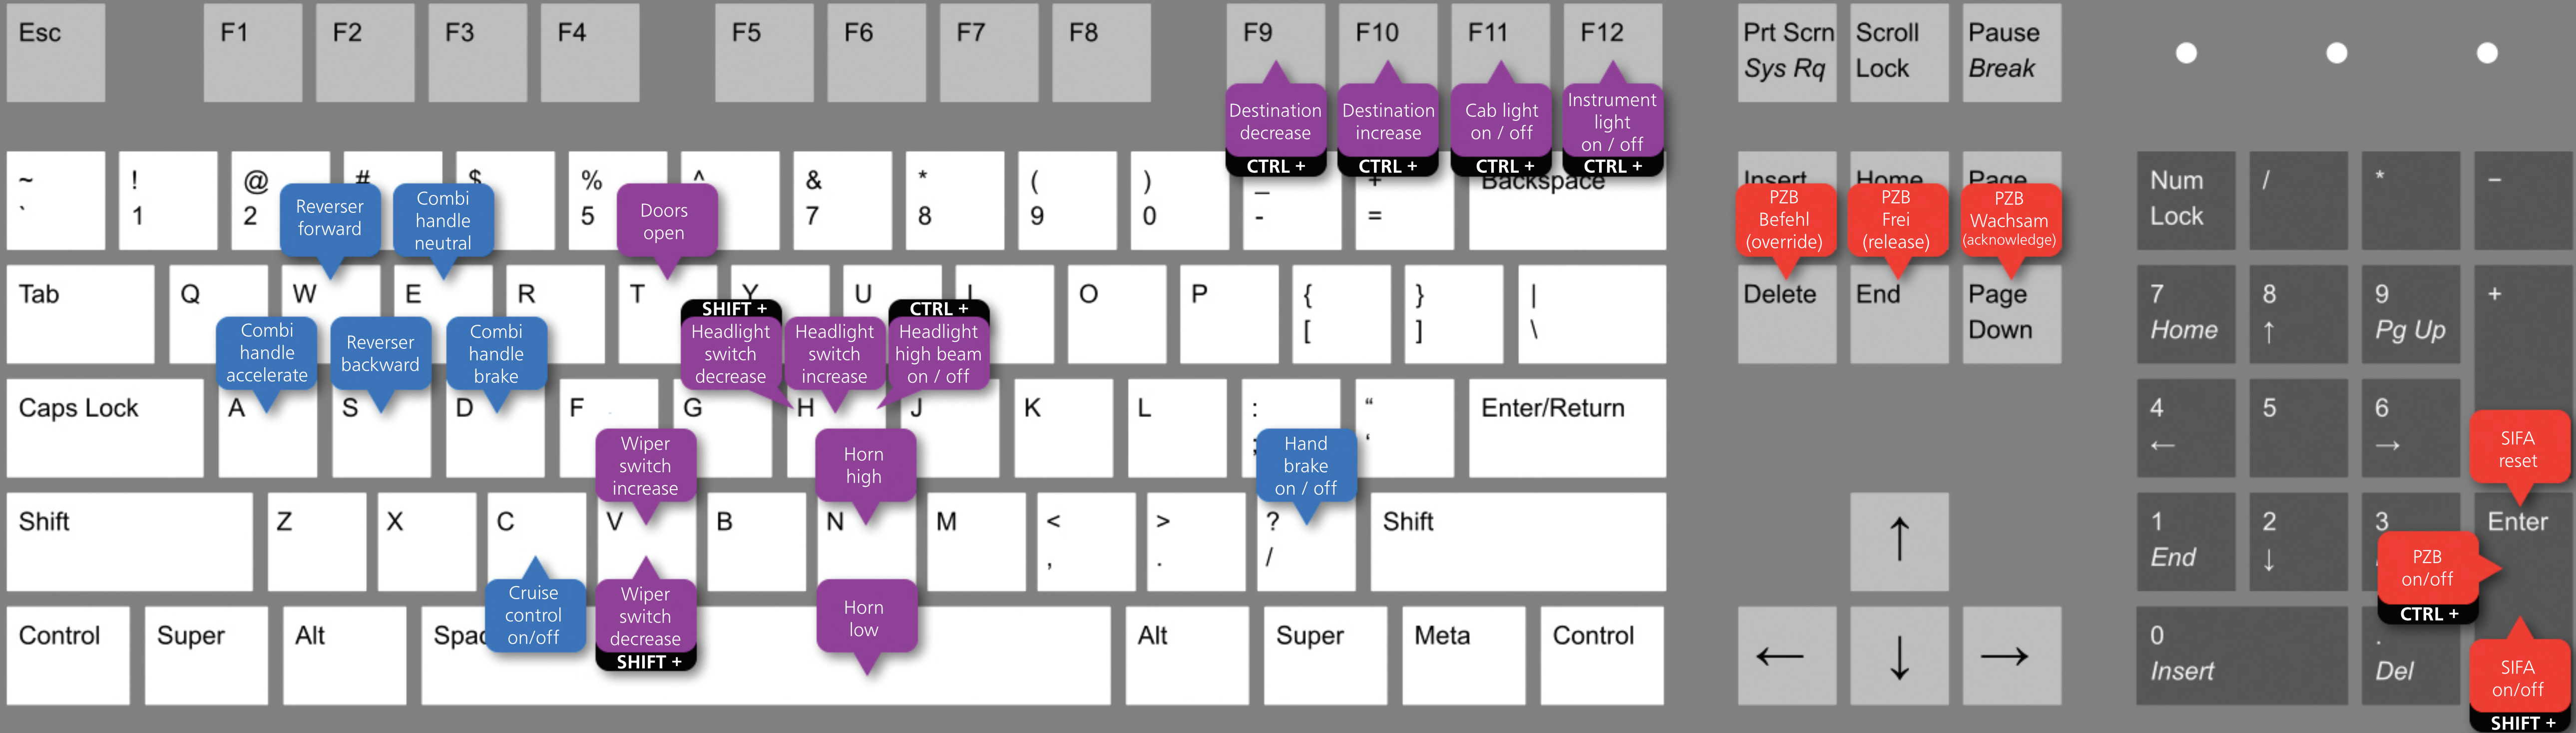 Esc
F1
F2
F3
F4
F5
F6
F7
F8
F9
F10
F11
F12
Prt Scrn
Sys Rq
Scroll
Lock
Pause
Break
Destination
decrease
CTRL +
Destination
increase
CTRL +
Cab light
on / off
CTRL +
Instrument
light
on / off
CTRL +
~
`
!
1
@
2
#
$
%
5
^
&
7
*
8
(
9
)
0
_
-
+
=
Backspace
Insert
Home
Page
Num
Lock
/
*
−
Reverser
forward
Combi
handle
neutral
Doors
open
PZB
Befehl
(override)
PZB
Frei
(release)
PZB
Wachsam
(acknowledge)
Tab
Q
W
E
R
T
Y
U
I
O
P
{
[
}
]
|
\
Delete
End
Page
Down
7
Home
8
↑
9
Pg Up
+
Combi
handle
accelerate
Reverser
backward
Combi
handle
brake
SHIFT +
Headlight
switch
decrease
Headlight
switch
increase
CTRL +
Headlight
high beam
on / off
Caps Lock
A
S
D
F
G
H
J
K
L
:
;
“
‘
Enter/Return
4
←
5
6
→
Wiper
switch
increase
Horn
high
Hand
brake
on / off
SIFA
reset
Shift
Z
X
C
V
B
N
M
<
,
>
.
?
/
Shift
↑
1
End
2
↓
3
Enter
PZB
on/off
CTRL +
Cruise
control
on/off
Wiper
switch
decrease
SHIFT +
Horn
low
Control
Super
Alt
Spac
Alt
Super
Meta
Control
←
↓
→
0
Insert
.
Del
SIFA
on/off
SHIFT +